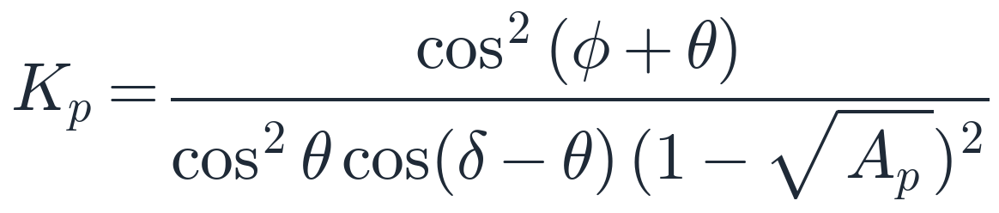 K_p = \frac{\cos^2(\phi + \theta)}{\cos^2\theta \cos(\delta - \theta)(1 - \sqrt{A_p})^2}